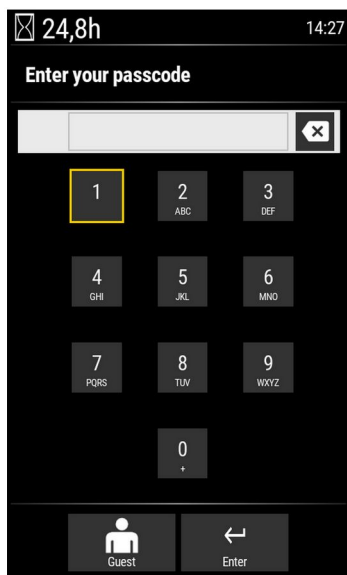 24,8h 14:27
Enter your passcode
1 2 3
ABC DEF
4 5 6
GHI JKL MNO
7 8 9
PQRS TUV WXYZ
0
+
Guest Enter